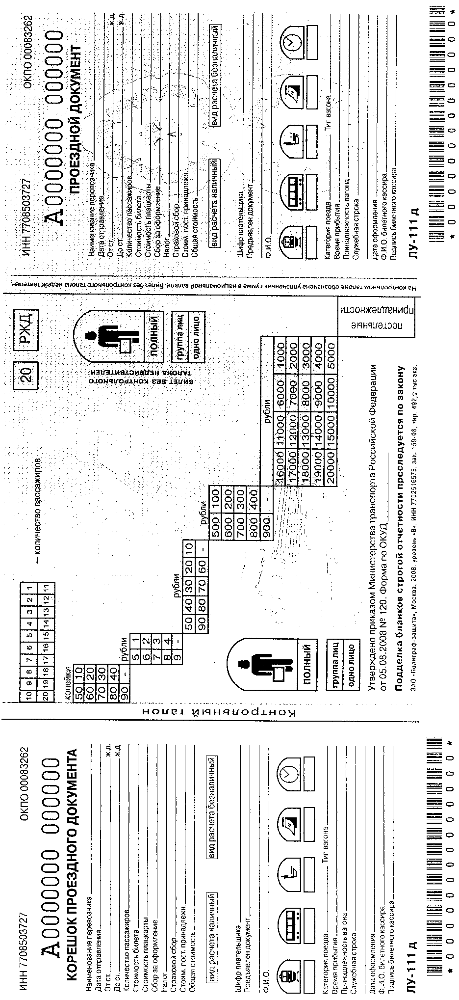 ИНН 7708503727 ОКПО 00083262
А000000 000000
ПРОЕЗДНОЙ ДОКУМЕНТ
Наименование перевозчика
Дата отправления
От ст. ж.д.
До ст. ж.д.
Количество пассажиров
Стоимость билета
Стоимость плацкарты
Сбор за оформление
Налог
Страховой сбор
Стоим. пост. принадлежн
Общая стоимость
вид расчета наличный вид расчета безналичный
Шифр плательщика
Предъявлен документ
Ф.И.О.
Категория поезда Тип вагона
Время прибытия
Принадлежность вагона
Служебная строка
Дата оформления
Ф.И.О. билетного кассира
Подпись билетного кассира
ЛУ-111 д
* 0 0 0 0 0 0 0 0 0 0 *
На контрольном талоне обозначена уплаченная сумма в национальной валюте. Билет без контрольного талона недействителен
20 РЖД
10 9 8 7 6 5 4 3 2 1
20 19 18 17 16 15 14 13 12 11
← количество пассажиров
БИЛЕТ БЕЗ КОНТРОЛЬНОГО
ТАЛОНА НЕДЕЙСТВИТЕЛЕН
ПОЛНЫЙ
группа лиц
одно лицо
копейки
50 10
60 20
70 30
80 40
90 -
рубли
5 1
6 2
7 3
8 4
9 -
рубли
50 40 30 20 10
90 80 70 60 -
рубли
500 100
600 200
700 300
800 400
900 -
рубли
16000 11000 6000 1000
17000 12000 7000 2000
18000 13000 8000 3000
19000 14000 9000 4000
20000 15000 10000 5000
постельные
принадлежности
ПОЛНЫЙ
группа лиц
одно лицо
Утверждено приказом Министерства транспорта Российской Федерации
от 05.08.2008 № 120. Форма по ОКУД
Подделка бланков строгой отчетности преследуется по закону
ЗАО «Полиграф-защита», Москва, 2008. уровень «В», ИНН 7702516575, зак. 159-08, тир. 492,0 тыс экз.
Контрольный талон
ИНН 7708503727 ОКПО 00083262
А000000 000000
КОРЕШОК ПРОЕЗДНОГО ДОКУМЕНТА
Наименование перевозчика
Дата отправления
От ст. ж.д.
До ст. ж.д.
Количество пассажиров
Стоимость билета
Стоимость плацкарты
Сбор за оформление
Налог
Страховой сбор
Стоим. пост. принадлежн
Общая стоимость
вид расчета наличный вид расчета безналичный
Шифр плательщика
Предъявлен документ
Ф.И.О.
Категория поезда Тип вагона
Время прибытия
Принадлежность вагона
Служебная строка
Дата оформления
Ф.И.О. билетного кассира
Подпись билетного кассира
ЛУ-111 д
* 0 0 0 0 0 0 0 0 0 0 *